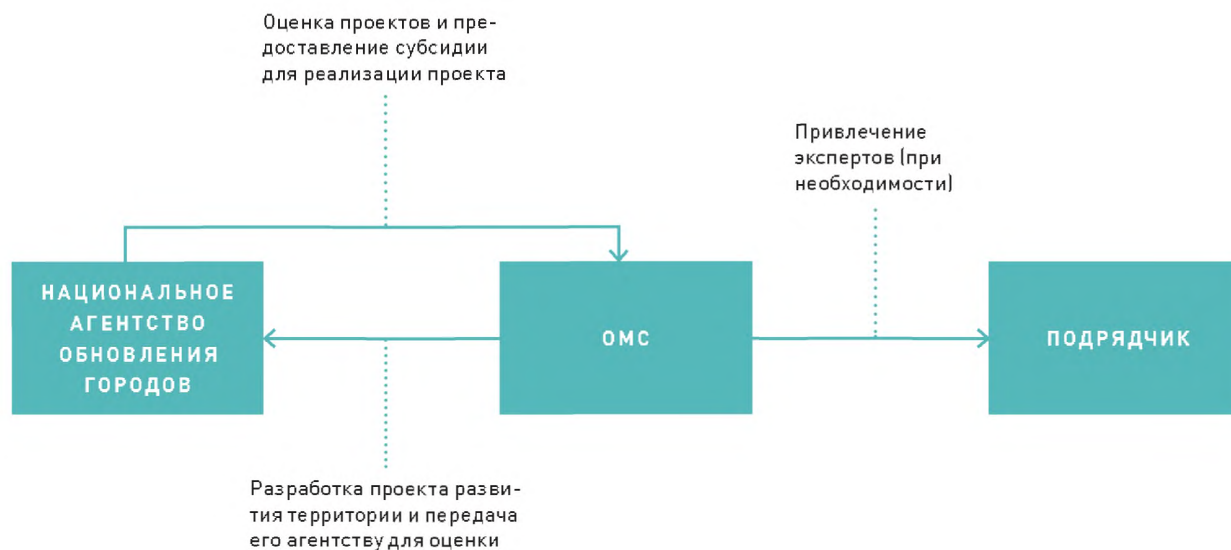 Оценка проектов и пре-
доставление субсидии
для реализации проекта
Привлечение
экспертов (при
необходимости)
НАЦИОНАЛЬНОЕ
АГЕНТСТВО
ОБНОВЛЕНИЯ
ГОРОДОВ
ОМС
ПОДРЯДЧИК
Разработка проекта разви-
тия территории и передача
его агентству для оценки